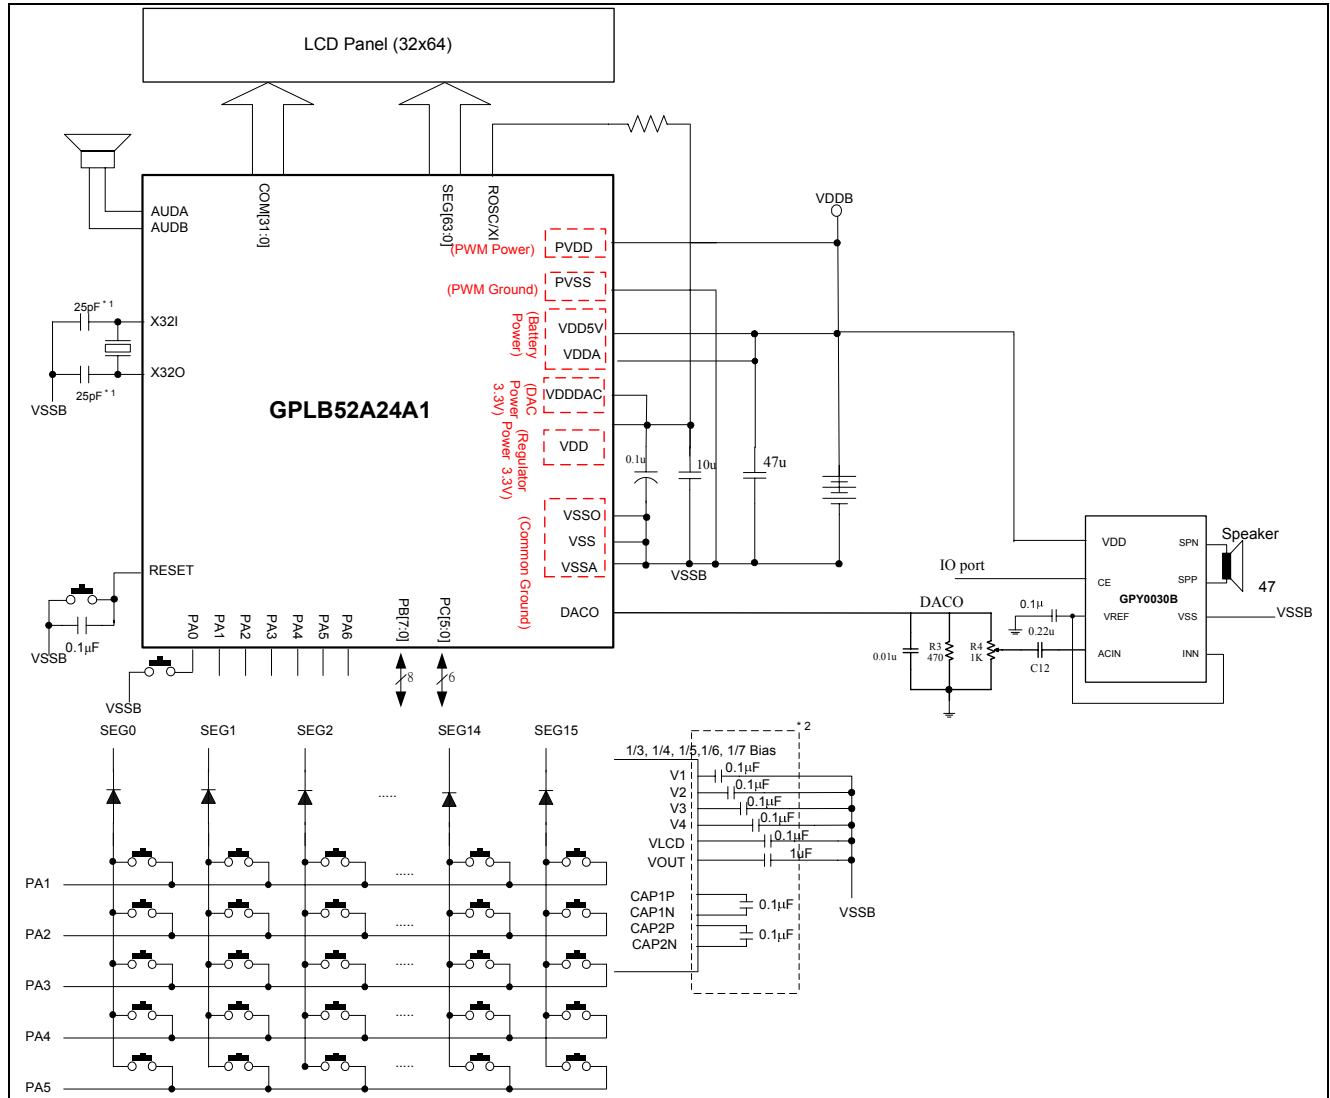 LCD Panel (32x64)
COM[31:0]
SEG[63:0]
ROSC/XI
AUDA
AUDB
VDDB
(PWM Power)
PVDD
(PWM Ground)
PVSS
(Battery Power)
VDD5V
VDDA
25pF *1
X32I
X32O
25pF *1
VSSB
GPLB52A24A1
(DAC Power 3.3V)
VDDDAC
(Regulator Power 3.3V)
VDD
0.1u
10u
47u
(Common Ground)
VSSO
VSS
VSSA
VSSB
DACO
RESET
0.1μF
VSSB
PA0
PA1
PA2
PA3
PA4
PA5
PA6
PB[7:0]
PC[5:0]
8
6
VSSB
IO port
DACO
0.01u
R3
470
R4
1K
0.1μ
0.22u
C12
VDD
SPN
Speaker
CE
SPP
47
GPY0030B
VREF
VSS
VSSB
ACIN
INN
SEG0
SEG1
SEG2
SEG14
SEG15
.....
.....
.....
.....
.....
.....
PA1
PA2
PA3
PA4
PA5
*2
1/3, 1/4, 1/5,1/6, 1/7 Bias
V1
0.1μF
V2
0.1μF
V3
0.1μF
V4
0.1μF
VLCD
0.1μF
VOUT
1uF
CAP1P
CAP1N
0.1μF
CAP2P
CAP2N
0.1μF
VSSB